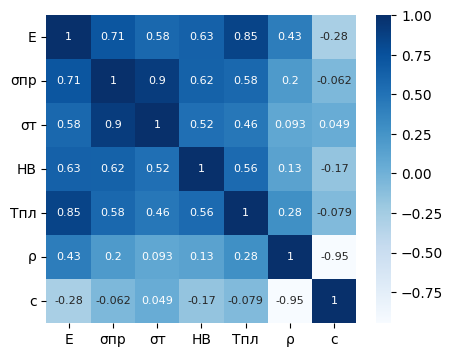 E 1 0.71 0.58 0.63 0.85 0.43 -0.28
σпр 0.71 1 0.9 0.62 0.58 0.2 -0.062
σт 0.58 0.9 1 0.52 0.46 0.093 0.049
HB 0.63 0.62 0.52 1 0.56 0.13 -0.17
Тпл 0.85 0.58 0.46 0.56 1 0.28 -0.079
ρ 0.43 0.2 0.093 0.13 0.28 1 -0.95
c -0.28 -0.062 0.049 -0.17 -0.079 -0.95 1
E σпр σт HB Тпл ρ c
1.00
0.75
0.50
0.25
0.00
-0.25
-0.50
-0.75